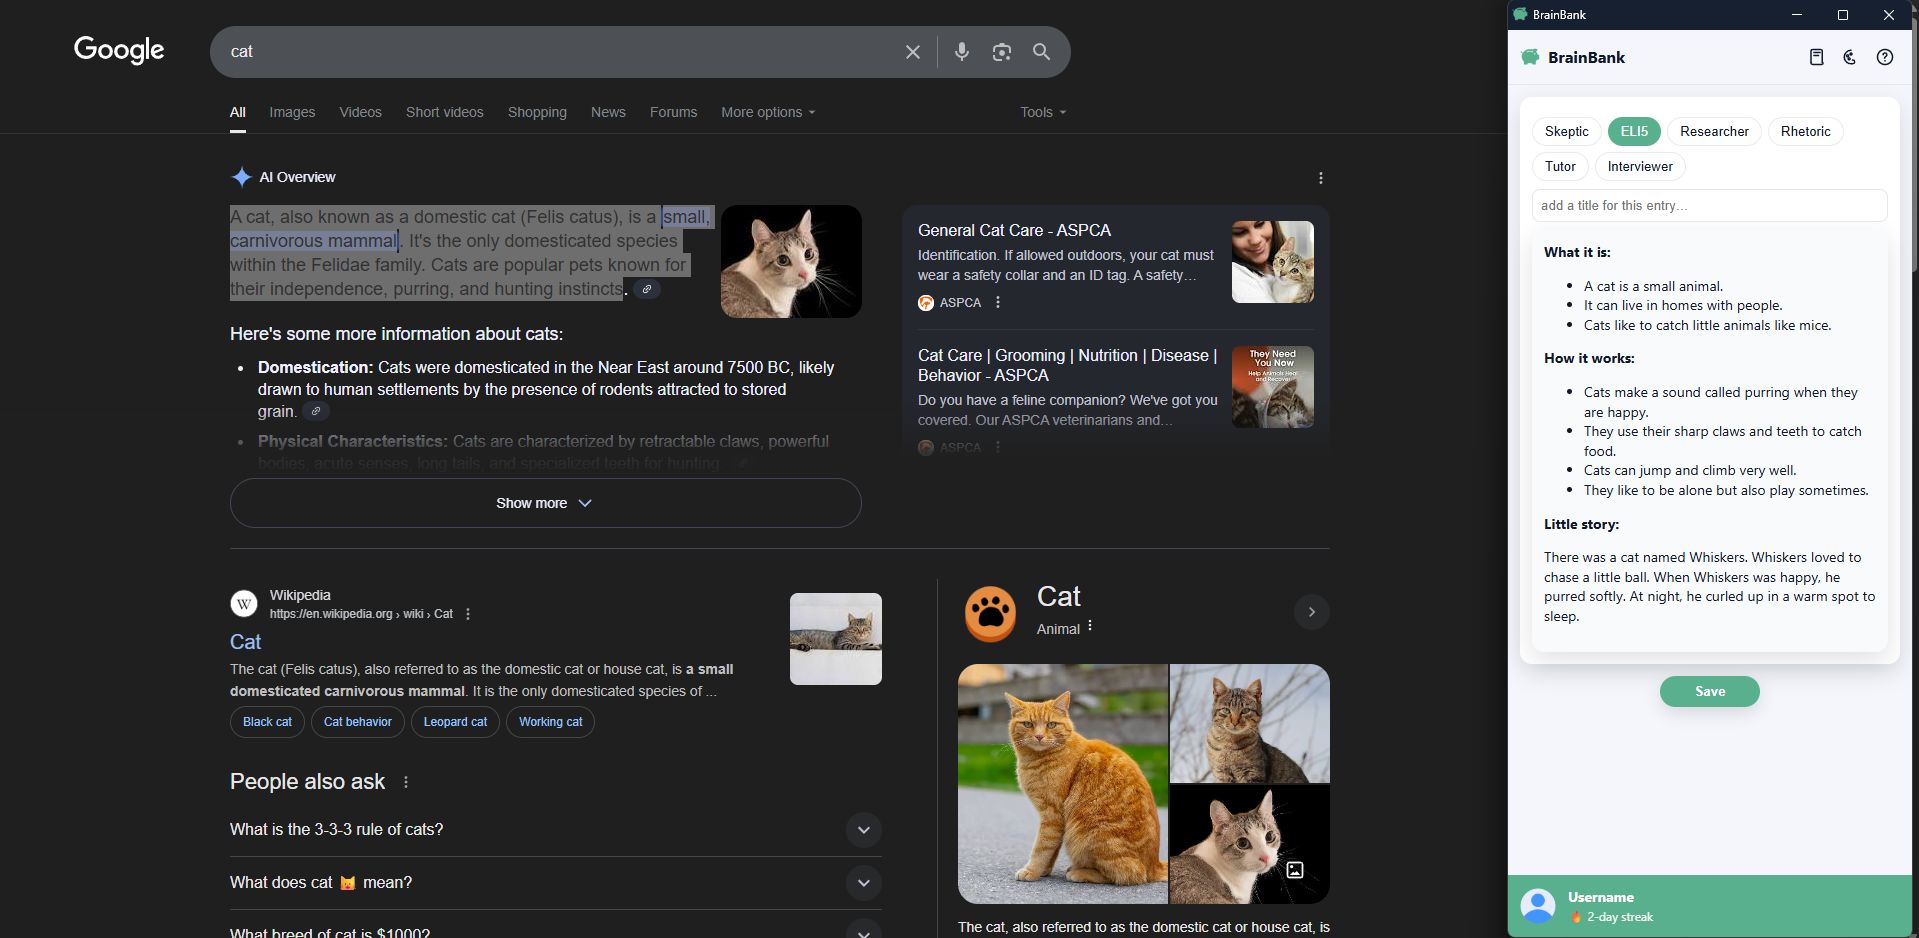 Google
cat
All Images Videos Short videos Shopping News Forums More options Tools
AI Overview
A cat, also known as a domestic cat (Felis catus), is a small,
carnivorous mammal. It's the only domesticated species
within the Felidae family. Cats are popular pets known for
their independence, purring, and hunting instincts.
Here's some more information about cats:
• Domestication: Cats were domesticated in the Near East around 7500 BC, likely
drawn to human settlements by the presence of rodents attracted to stored
grain.
• Physical Characteristics: Cats are characterized by retractable claws, powerful
bodies, acute senses, long tails, and specialized teeth for hunting
Show more
General Cat Care - ASPCA
Identification. If allowed outdoors, your cat must
wear a safety collar and an ID tag. A safety...
ASPCA
Cat Care | Grooming | Nutrition | Disease |
Behavior - ASPCA
Do you have a feline companion? We've got you
covered. Our ASPCA veterinarians and...
ASPCA
They Need
You Now
Help Animals Heal
and Recover
W
Wikipedia
https://en.wikipedia.org › wiki › Cat
Cat
The cat (Felis catus), also referred to as the domestic cat or house cat, is a small
domesticated carnivorous mammal. It is the only domesticated species of ...
Black cat Cat behavior Leopard cat Working cat
People also ask
What is the 3-3-3 rule of cats?
What does cat 😼 mean?
What breed of cat is $1000?
Cat
Animal
The cat, also referred to as the domestic cat or house cat, is
BrainBank
BrainBank
Skeptic ELI5 Researcher Rhetoric
Tutor Interviewer
add a title for this entry...
What it is:
• A cat is a small animal.
• It can live in homes with people.
• Cats like to catch little animals like mice.
How it works:
• Cats make a sound called purring when they
are happy.
• They use their sharp claws and teeth to catch
food.
• Cats can jump and climb very well.
• They like to be alone but also play sometimes.
Little story:
There was a cat named Whiskers. Whiskers loved to
chase a little ball. When Whiskers was happy, he
purred softly. At night, he curled up in a warm spot to
sleep.
Save
Username
🔥 2-day streak